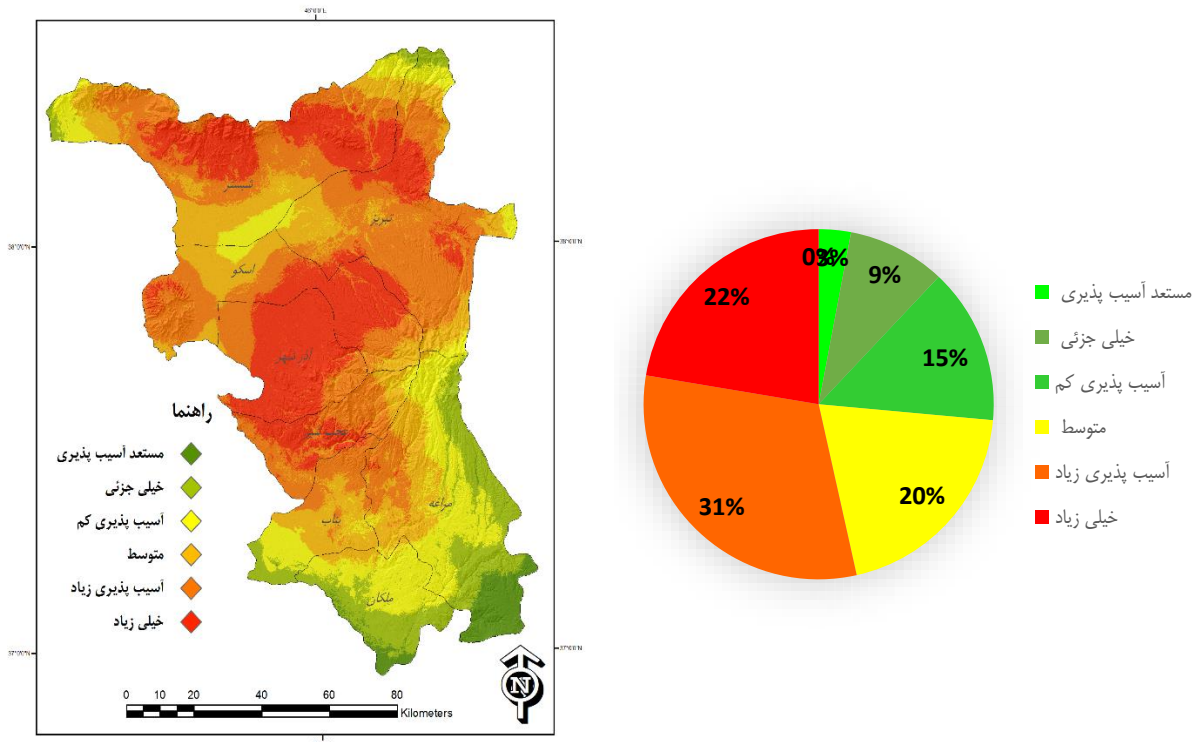 45°0'0"E
38°0'0"N
38°0'0"N
37°0'0"N
37°0'0"N
شبستر
تبریز
اسکو
آذرشهر
عجب شیر
مراغه
بناب
ملکان
راهنما
مستعد آسیب پذیری
خیلی جزئی
آسیب پذیری کم
متوسط
آسیب پذیری زیاد
خیلی زیاد
0 10 20 40 60 80
Kilometers
N
0%
3%
9%
15%
20%
31%
22%
مستعد آسیب پذیری
خیلی جزئی
آسیب پذیری کم
متوسط
آسیب پذیری زیاد
خیلی زیاد